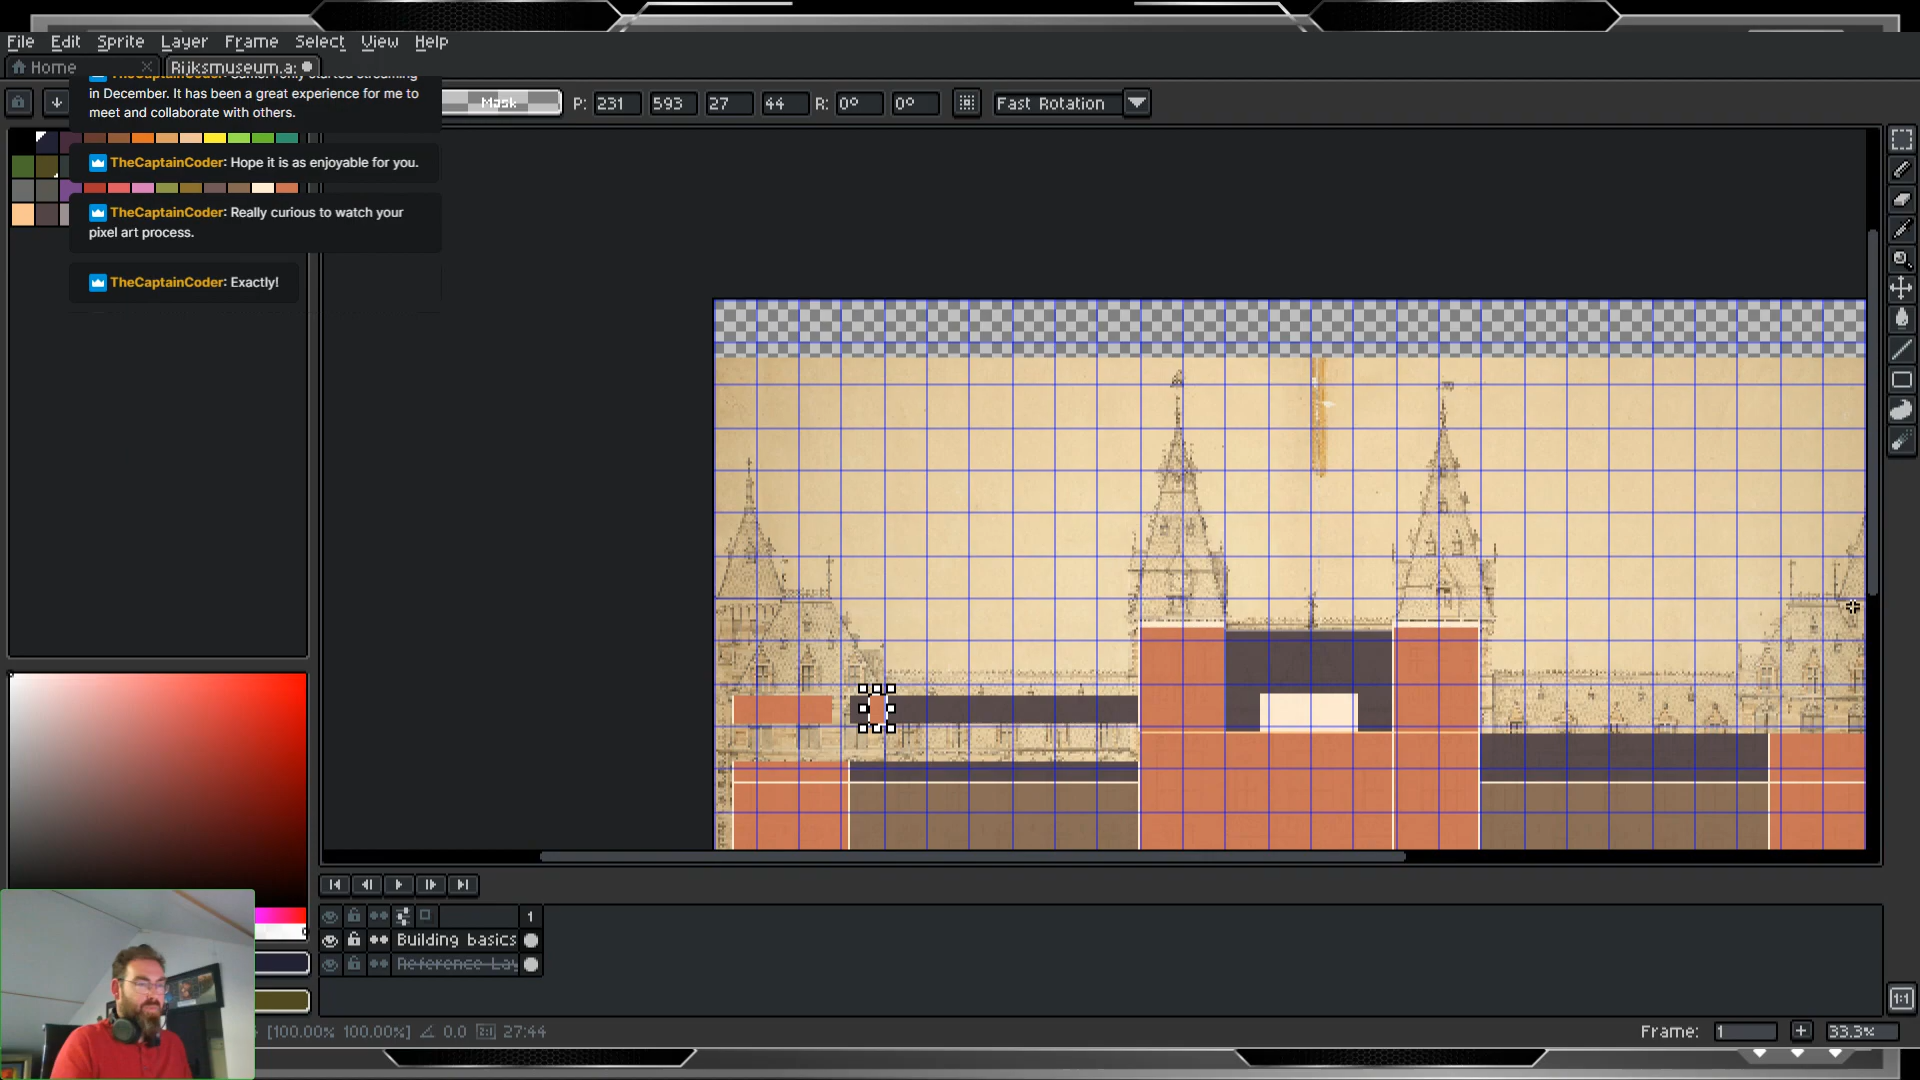 File Edit Sprite Layer Frame Select View Help
Home
Rijksmuseum.a:
in December. It has been a great experience for me to
meet and collaborate with others.
TheCaptainCoder: Hope it is as enjoyable for you.
TheCaptainCoder: Really curious to watch your
pixel art process.
TheCaptainCoder: Exactly!
Mask P: 231 593 27 44 R: 0° 0° Fast Rotation
1
Building basics
Reference Lay
[100.00% 100.00%] 0.0 27:44
Frame: 1 33.3%
1:1